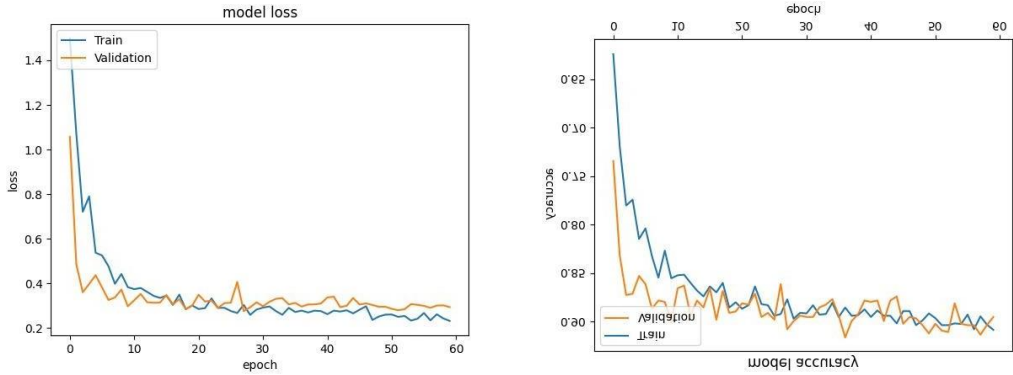 model loss
Train
Validation
1.4
1.2
1.0
0.8
0.6
0.4
0.2
loss
0 10 20 30 40 50 60
epoch
epoch
0 10 20 30 40 50 60
0.65
0.70
0.75
0.80
0.85
0.90
accuracy
Validation
Train
model accuracy